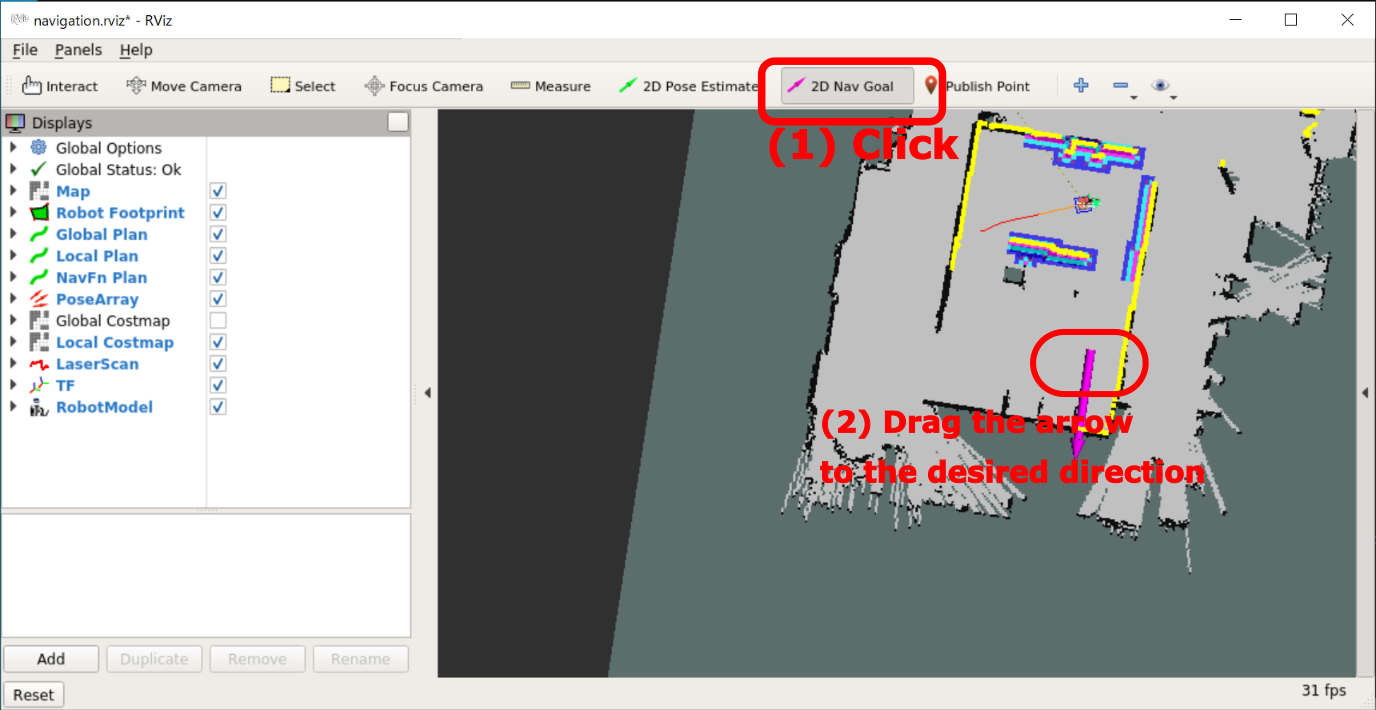 navigation.rviz* - RViz
File Panels Help
Interact Move Camera Select Focus Camera Measure 2D Pose Estimate 2D Nav Goal Publish Point
(1) Click
Displays
Global Options
Global Status: Ok
Map
Robot Footprint
Global Plan
Local Plan
NavFn Plan
PoseArray
Global Costmap
Local Costmap
LaserScan
TF
RobotModel
(2) Drag the arrow
to the desired direction
Add Duplicate Remove Rename
Reset
31 fps